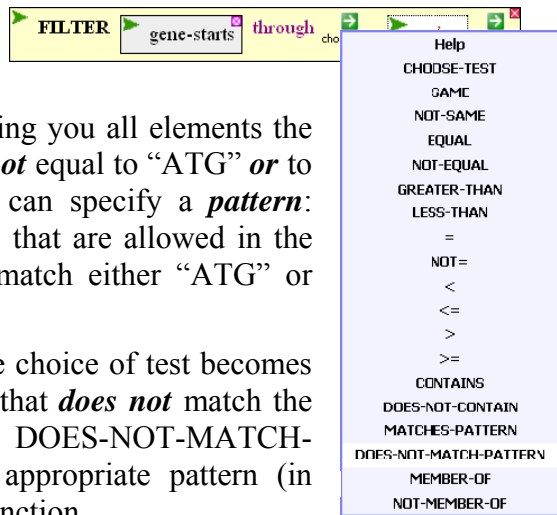 FILTER gene-starts through cho
Help
CHOOSE-TEST
SAME
NOT-SAME
EQUAL
NOT-EQUAL
GREATER-THAN
LESS-THAN
=
NOT=
<
<=
>
>=
CONTAINS
DOES-NOT-CONTAIN
MATCHES-PATTERN
DOES-NOT-MATCH-PATTERN
MEMBER-OF
NOT-MEMBER-OF
ing you all elements the
ot equal to “ATG” or to
can specify a pattern:
that are allowed in the
match either “ATG” or
e choice of test becomes
that does not match the
DOES-NOT-MATCH-
appropriate pattern (in
nction